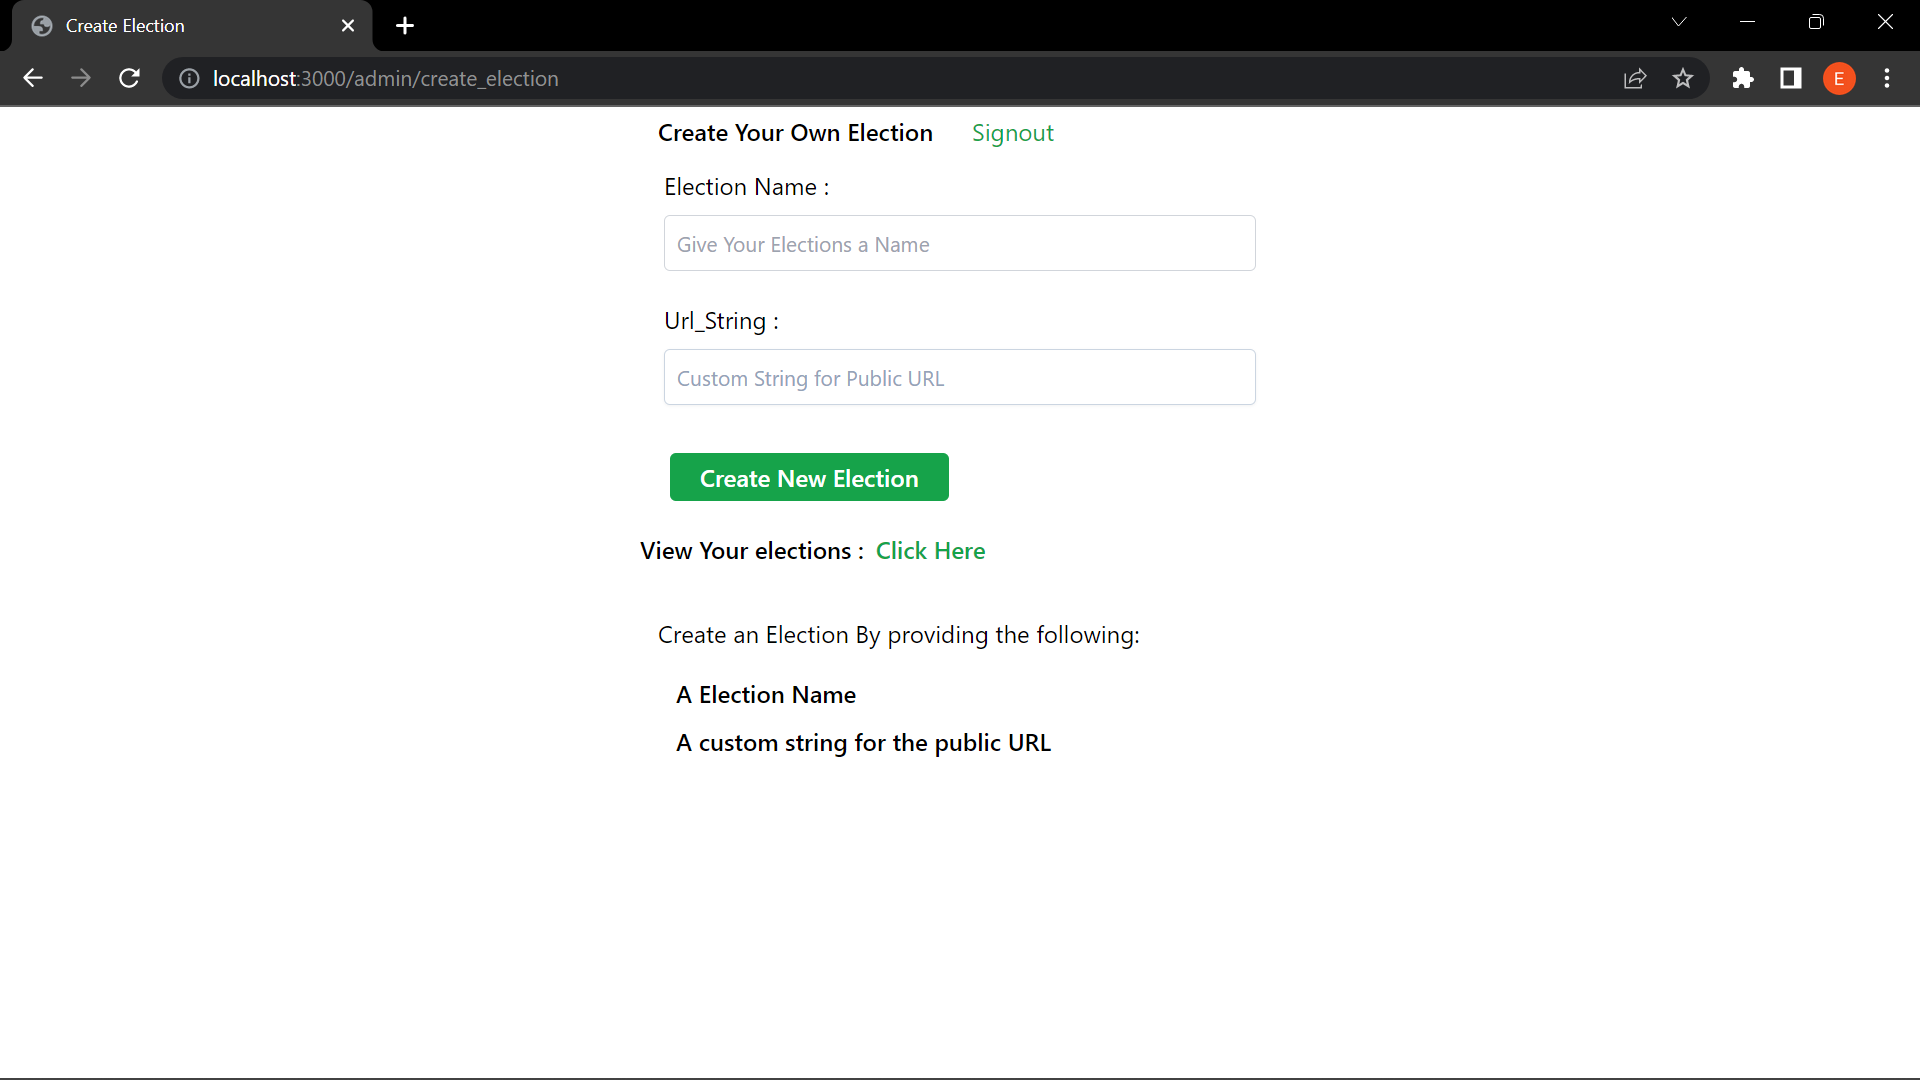 Create Election
localhost:3000/admin/create_election
E
Create Your Own Election Signout
Election Name :
Give Your Elections a Name
Url_String :
Custom String for Public URL
Create New Election
View Your elections : Click Here
Create an Election By providing the following:
A Election Name
A custom string for the public URL